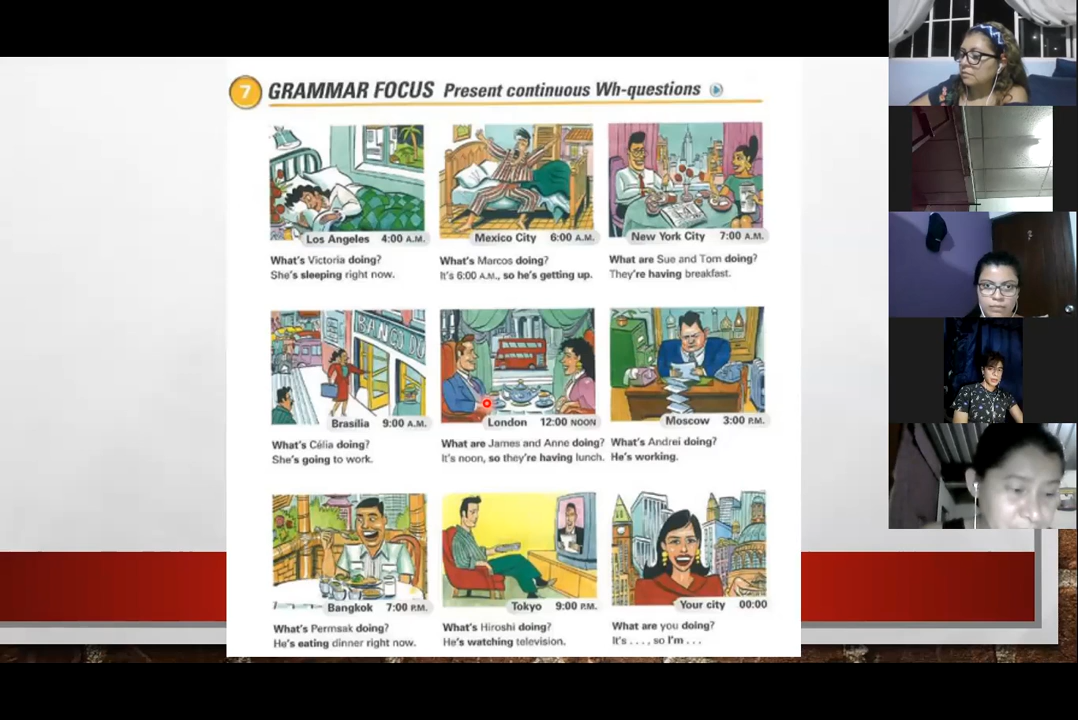 7 GRAMMAR FOCUS Present continuous Wh-questions
Los Angeles 4:00 A.M.
What's Victoria doing?
She's sleeping right now.
Mexico City 6:00 A.M.
What's Marcos doing?
It's 6:00 A.M., so he's getting up.
New York City 7:00 A.M.
What are Sue and Tom doing?
They're having breakfast.
BANCO DU
Brasília 9:00 A.M.
What's Célia doing?
She's going to work.
London 12:00 NOON
What are James and Anne doing?
It's noon, so they're having lunch.
Moscow 3:00 P.M.
What's Andrei doing?
He's working.
Bangkok 7:00 P.M.
What's Permsak doing?
He's eating dinner right now.
Tokyo 9:00 P.M.
What's Hiroshi doing?
He's watching television.
Your city 00:00
What are you doing?
It's . . . , so I'm . . .